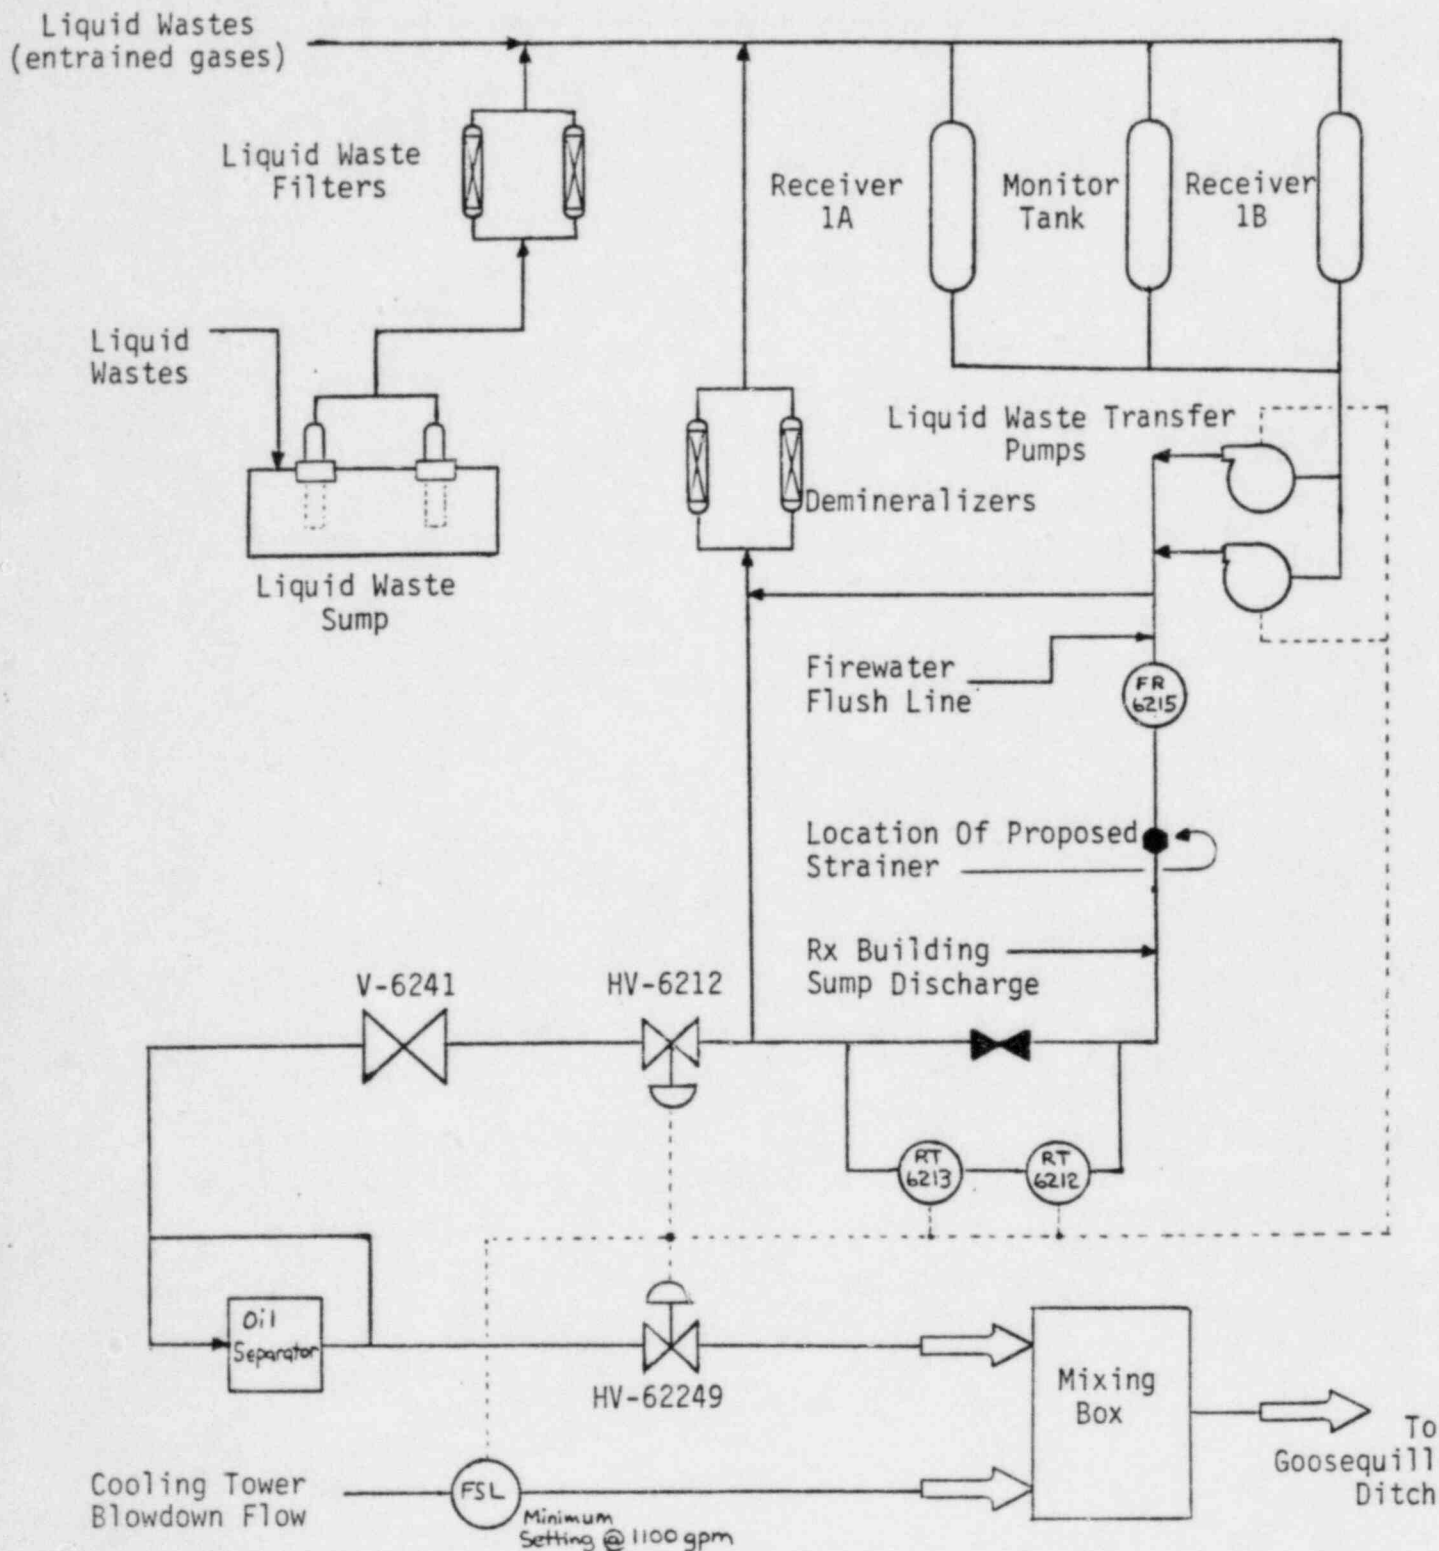 Liquid Wastes
(entrained gases)
Liquid Waste
Filters
Receiver
1A
Monitor
Tank
Receiver
1B
Liquid
Wastes
Liquid Waste Transfer
Pumps
Demineralizers
Liquid Waste
Sump
Firewater
Flush Line
FR
6215
Location Of Proposed
Strainer
Rx Building
Sump Discharge
V-6241
HV-6212
RT
6213
RT
6212
Oil
Separator
HV-62249
Mixing
Box
To
Goosequill
Ditch
Cooling Tower
Blowdown Flow
FSL
Minimum
Setting @ 1100 gpm